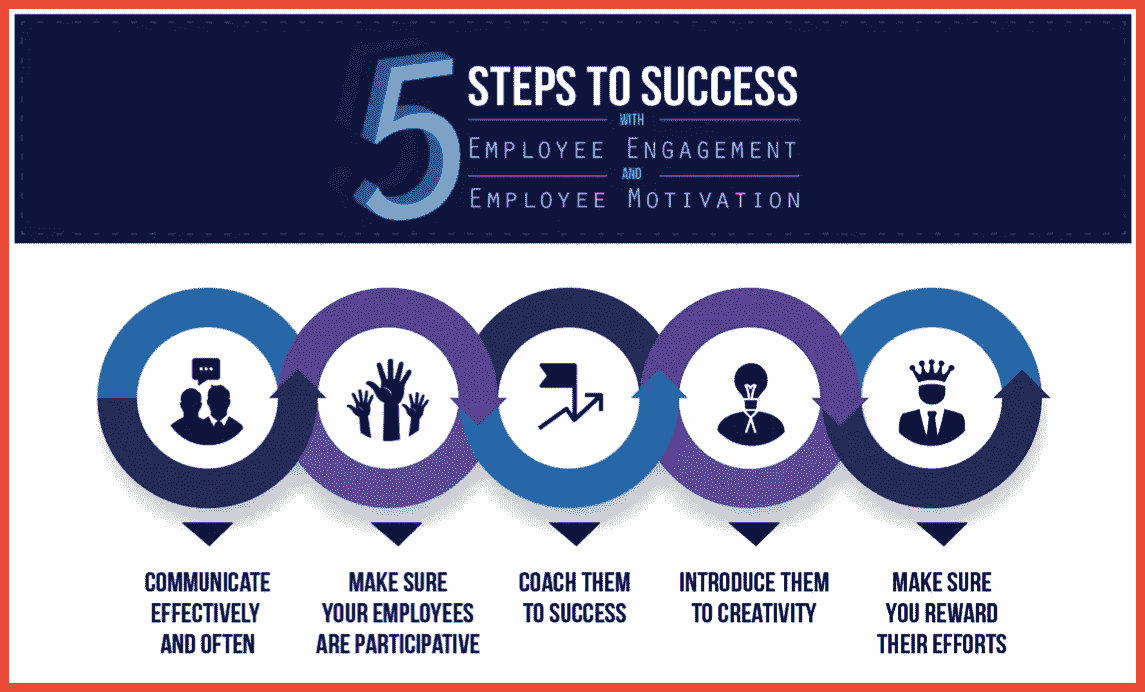 5 STEPS TO SUCCESS
WITH
EMPLOYEE ENGAGEMENT
AND
EMPLOYEE MOTIVATION
COMMUNICATE
EFFECTIVELY
AND OFTEN
MAKE SURE
YOUR EMPLOYEES
ARE PARTICIPATIVE
COACH THEM
TO SUCCESS
INTRODUCE THEM
TO CREATIVITY
MAKE SURE
YOU REWARD
THEIR EFFORTS